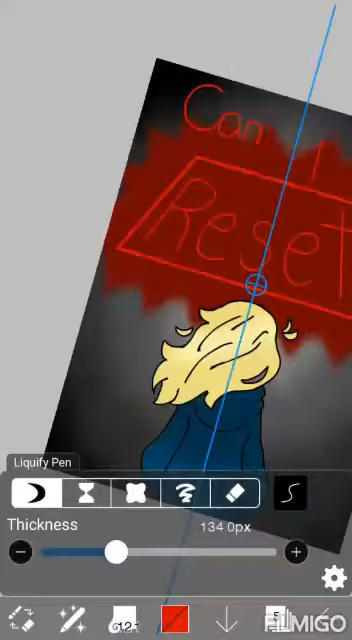 Can I
Reset
Liquify Pen
Thickness
134.0px
FILMIGO